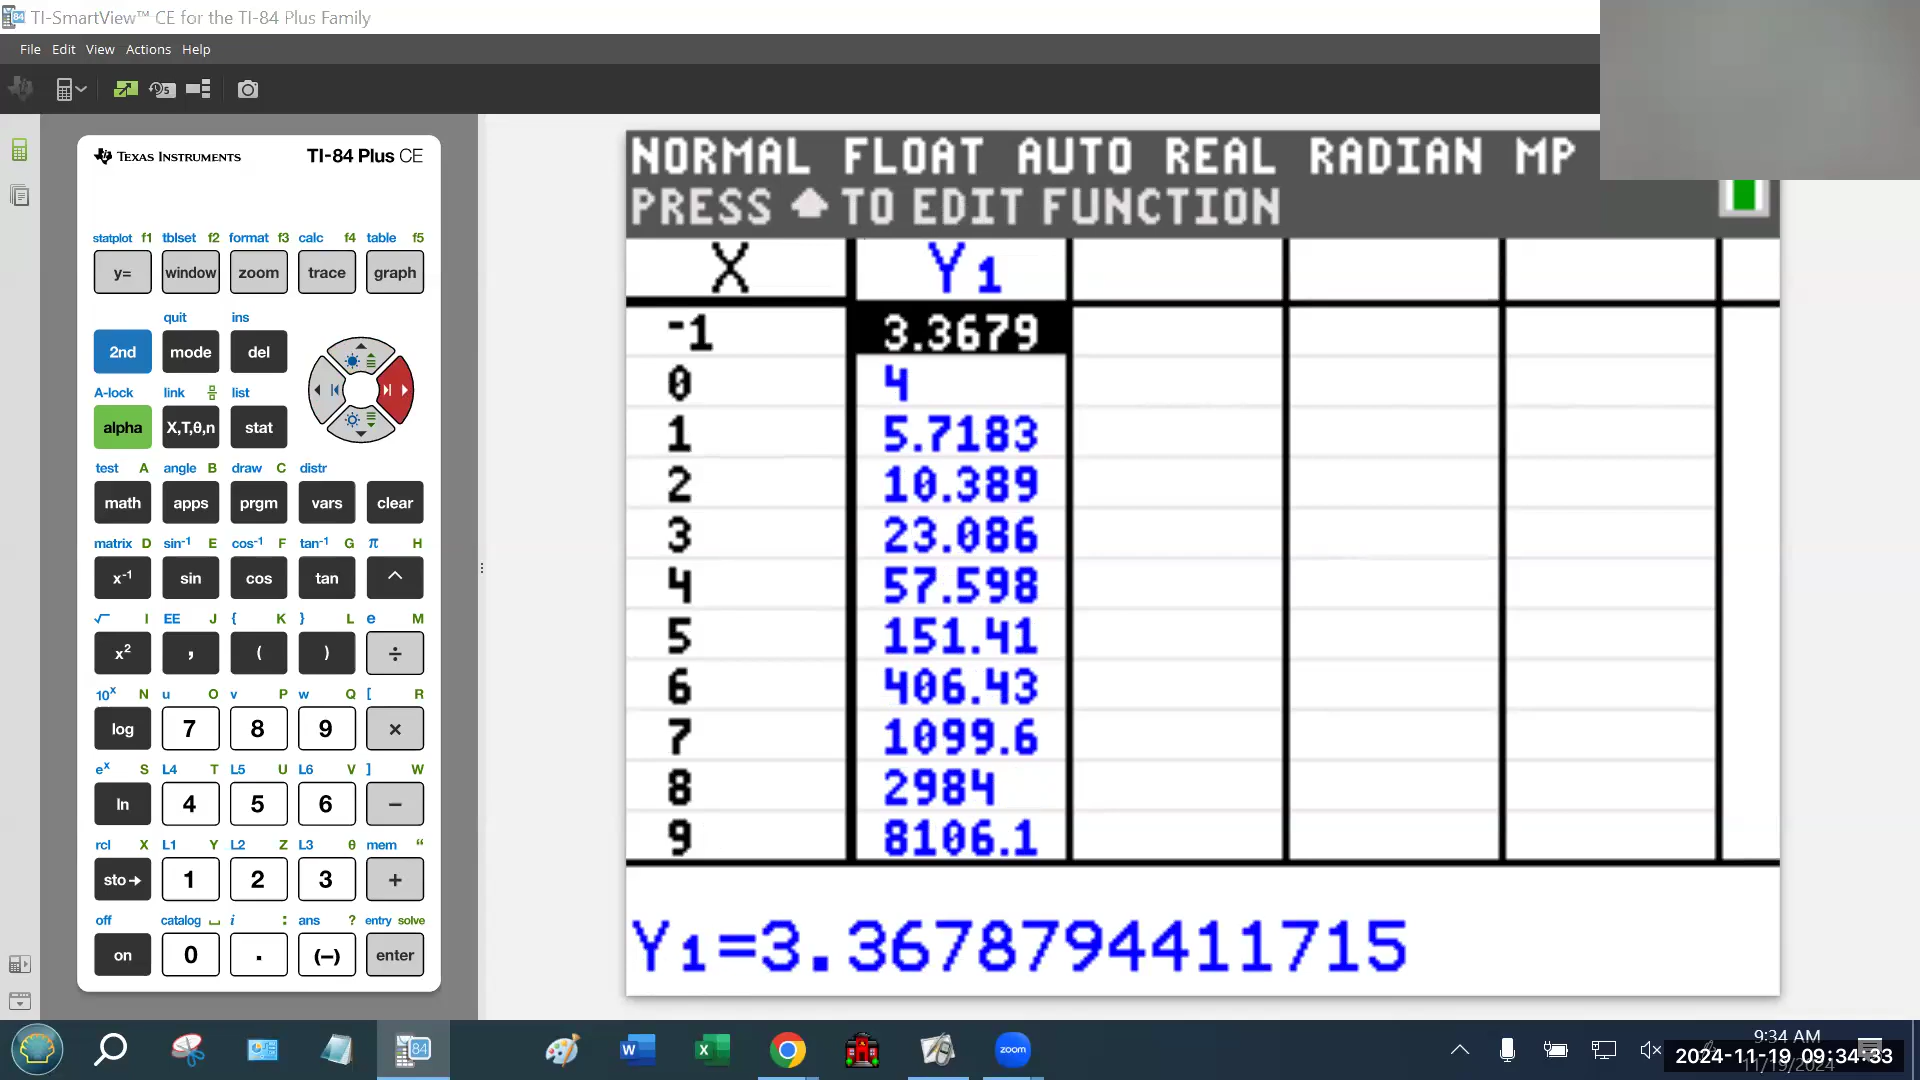 TI-SmartView™ CE for the TI-84 Plus Family
File Edit View Actions Help
TEXAS INSTRUMENTS TI-84 Plus CE
statplot f1 tblset f2 format f3 calc f4 table f5
y= window zoom trace graph
quit ins
2nd mode del
A-lock link list
alpha X,T,θ,n stat
test A angle B draw C distr
math apps prgm vars clear
matrix D sin-1 E cos-1 F tan-1 G π H
x-1 sin cos tan ^
√ I EE J { K } L e M
x2 , ( ) ÷
10x N u O v P w Q [ R
log 7 8 9 ×
ex S L4 T L5 U L6 V ] W
ln 4 5 6 −
rcl X L1 Y L2 Z L3 θ mem “
sto→ 1 2 3 +
off catalog ⎵ i : ans ? entry solve
on 0 . (−) enter
NORMAL FLOAT AUTO REAL RADIAN MP
PRESS ↑ TO EDIT FUNCTION
X Y1
-1 3.3679
0 4
1 5.7183
2 10.389
3 23.086
4 57.598
5 151.41
6 406.43
7 1099.6
8 2984
9 8106.1
Y1=3.3678794411715
84
W
X
zoom
9:34 AM
2024-11-19 09:34:33
11/19/2024